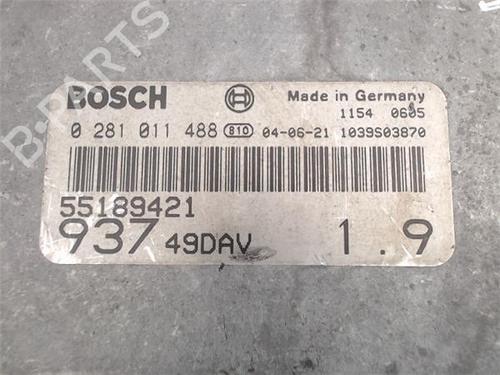 B-PARTS
BOSCH Made in Germany
1154 0605
0 281 011 488 810 04-06-21 1039S03870
55189421
937 49DAV 1.9